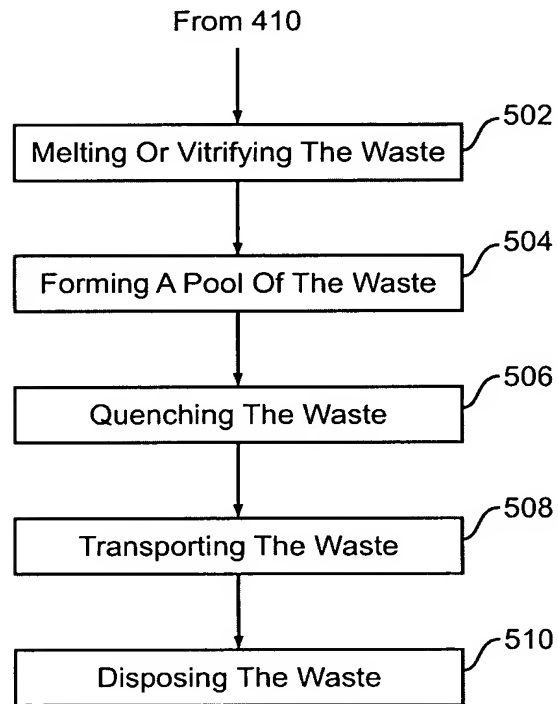 From 410
502
Melting Or Vitrifying The Waste
504
Forming A Pool Of The Waste
506
Quenching The Waste
508
Transporting The Waste
510
Disposing The Waste